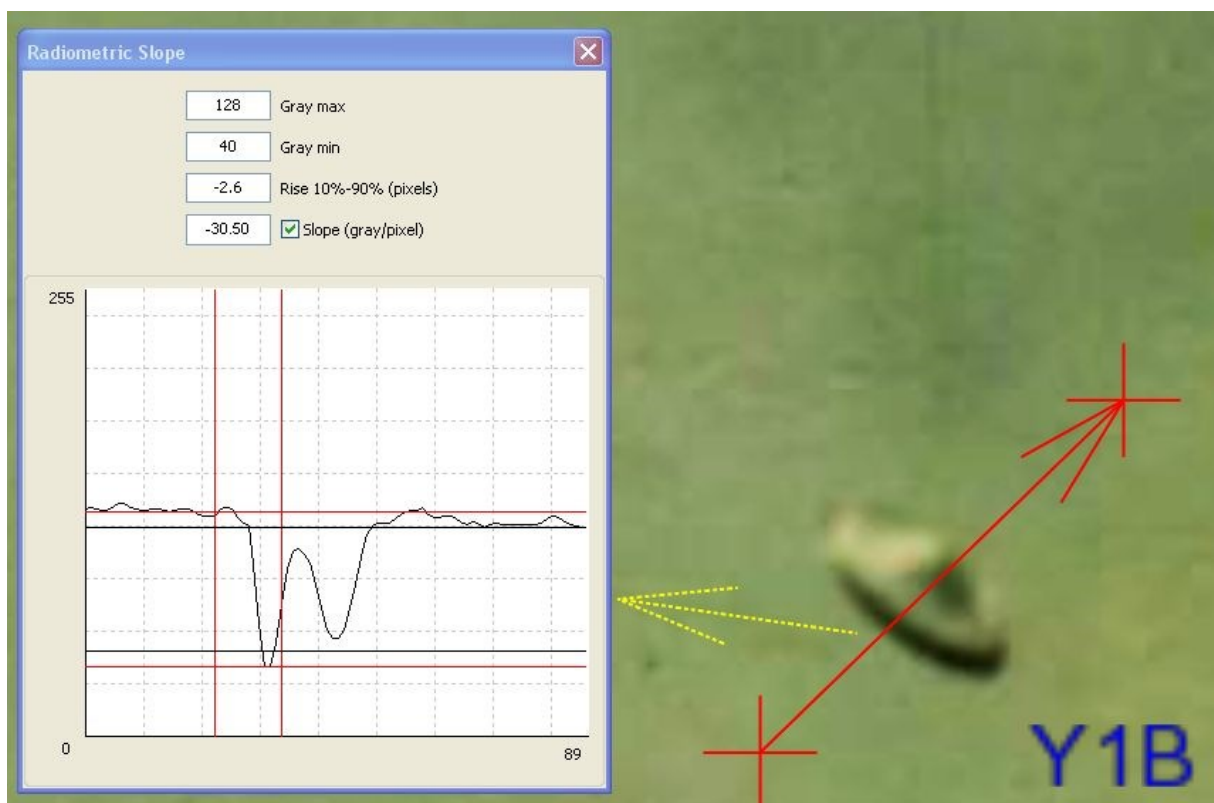 Radiometric Slope
128 Gray max
40 Gray min
-2.6 Rise 10%-90% (pixels)
-30.50 Slope (gray/pixel)
255
0 89
Y1B